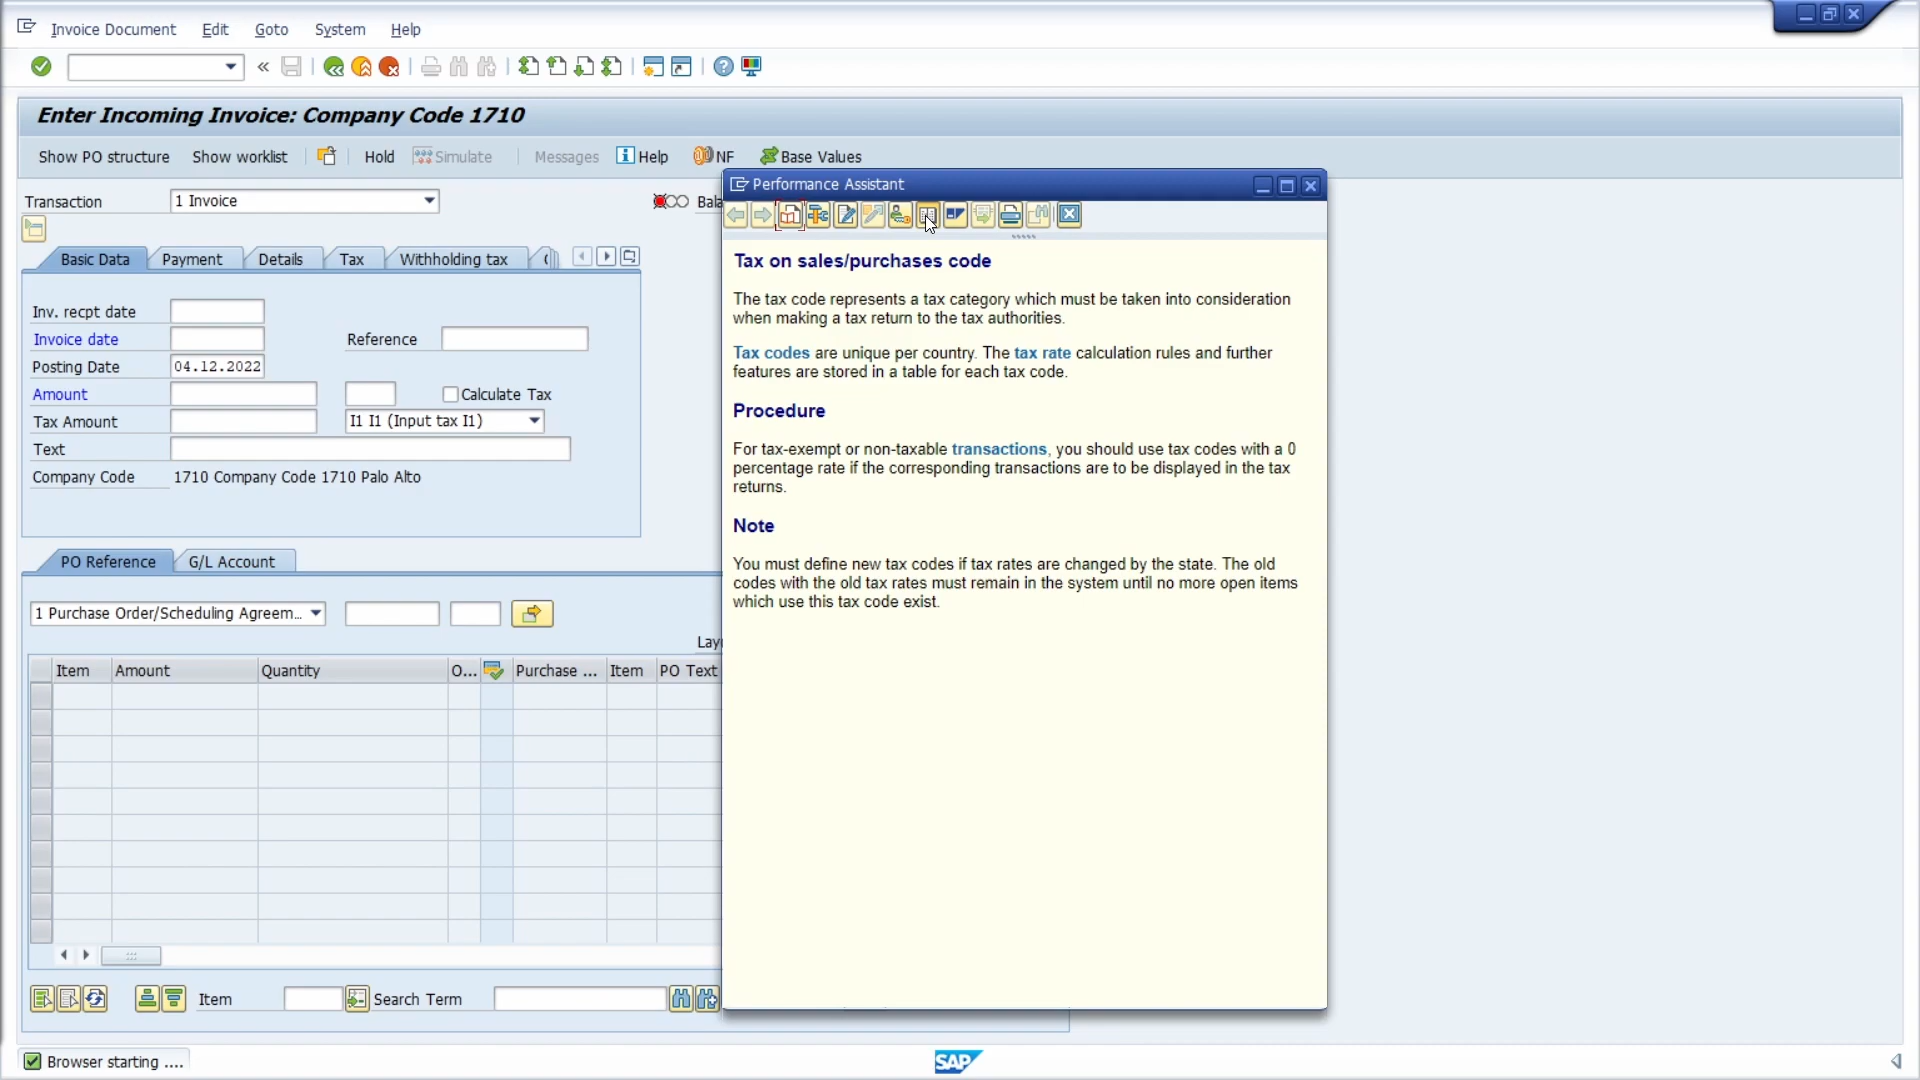 Invoice Document Edit Goto System Help
Enter Incoming Invoice: Company Code 1710
Show PO structure Show worklist Hold Simulate Messages Help NF Base Values
Transaction 1 Invoice
Basic Data Payment Details Tax Withholding tax
Inv. recpt date
Invoice date Reference
Posting Date 04.12.2022
Amount Calculate Tax
Tax Amount I1 I1 (Input tax I1)
Text
Company Code 1710 Company Code 1710 Palo Alto
PO Reference G/L Account
1 Purchase Order/Scheduling Agreem...
Item Amount Quantity O... Purchase ... Item PO Text
Item Search Term
Performance Assistant
Tax on sales/purchases code
The tax code represents a tax category which must be taken into consideration
when making a tax return to the tax authorities.
Tax codes are unique per country. The tax rate calculation rules and further
features are stored in a table for each tax code.
Procedure
For tax-exempt or non-taxable transactions, you should use tax codes with a 0
percentage rate if the corresponding transactions are to be displayed in the tax
returns.
Note
You must define new tax codes if tax rates are changed by the state. The old
codes with the old tax rates must remain in the system until no more open items
which use this tax code exist.
Browser starting ....
SAP